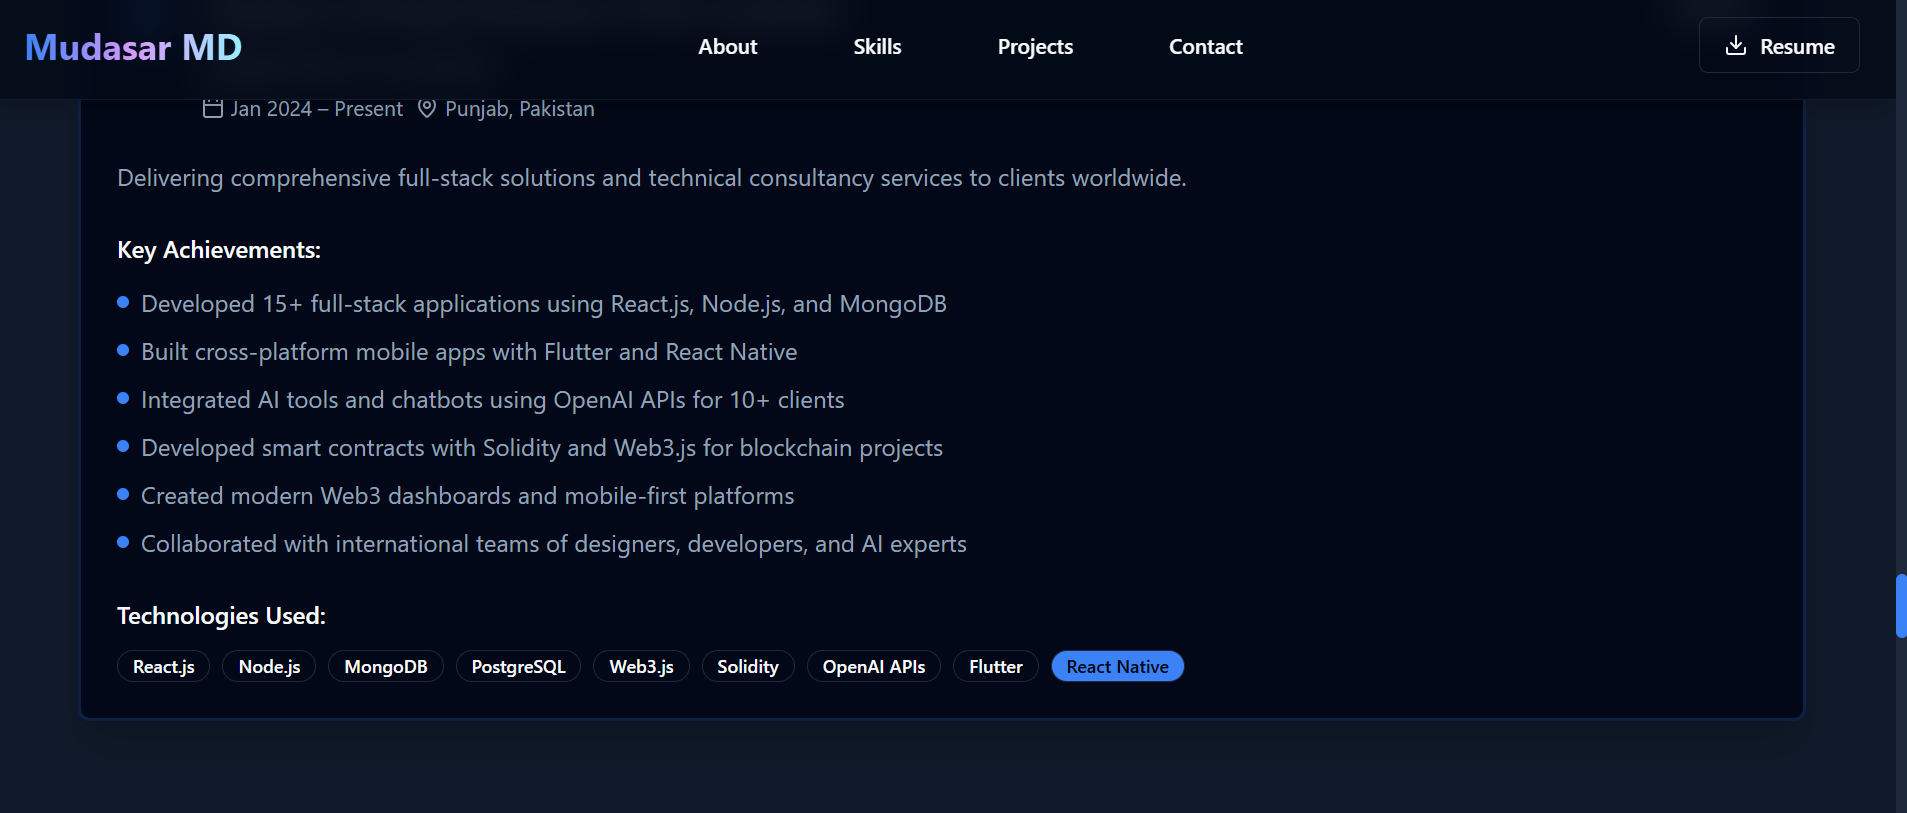 Mudasar MD
About
Skills
Projects
Contact
Resume
Jan 2024 – Present
Punjab, Pakistan
Delivering comprehensive full-stack solutions and technical consultancy services to clients worldwide.
Key Achievements:
Developed 15+ full-stack applications using React.js, Node.js, and MongoDB
Built cross-platform mobile apps with Flutter and React Native
Integrated AI tools and chatbots using OpenAI APIs for 10+ clients
Developed smart contracts with Solidity and Web3.js for blockchain projects
Created modern Web3 dashboards and mobile-first platforms
Collaborated with international teams of designers, developers, and AI experts
Technologies Used:
React.js
Node.js
MongoDB
PostgreSQL
Web3.js
Solidity
OpenAI APIs
Flutter
React Native